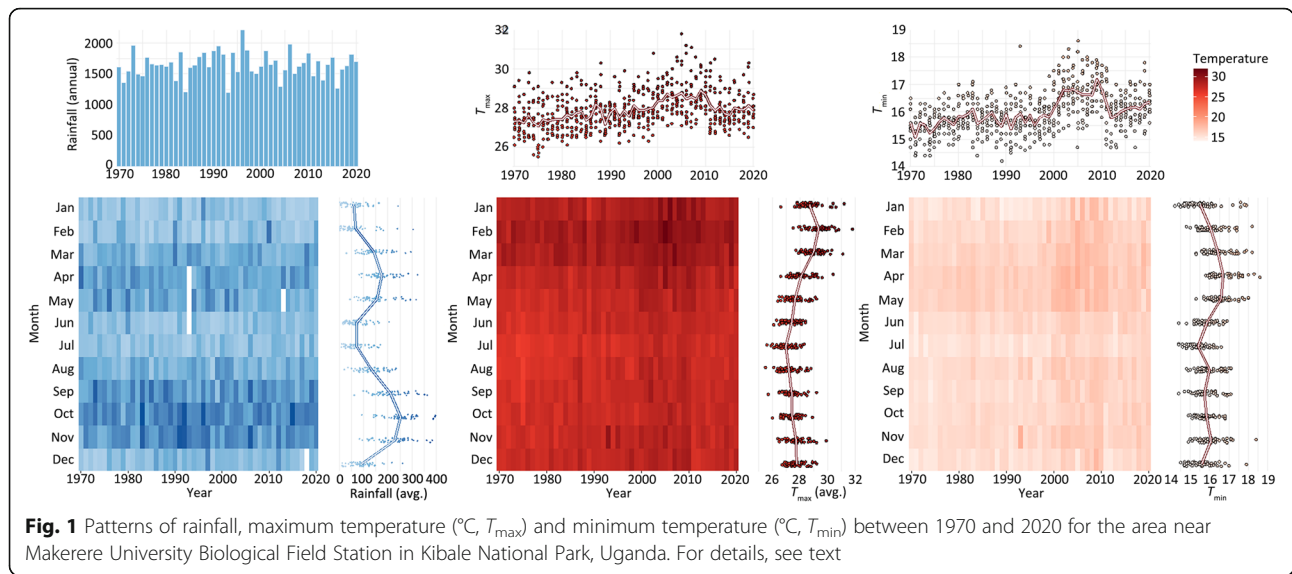 2000
1500
1000
500
0
Rainfall (annual)
1970 1980 1990 2000 2010 2020
32
30
28
26
Tmax
1970 1980 1990 2000 2010 2020
19
18
17
16
15
14
Tmin
1970 1980 1990 2000 2010 2020
Temperature
30
25
20
15
Month
Jan
Feb
Mar
Apr
May
Jun
Jul
Aug
Sep
Oct
Nov
Dec
1970 1980 1990 2000 2010 2020
Year
0 100 200 300 400
Rainfall (avg.)
Month
Jan
Feb
Mar
Apr
May
Jun
Jul
Aug
Sep
Oct
Nov
Dec
1970 1980 1990 2000 2010 2020
Year
26 28 30 32
Tmax (avg.)
Month
Jan
Feb
Mar
Apr
May
Jun
Jul
Aug
Sep
Oct
Nov
Dec
1970 1980 1990 2000 2010 2020
Year
14 15 16 17 18 19
Tmin
Fig. 1 Patterns of rainfall, maximum temperature (°C, Tmax) and minimum temperature (°C, Tmin) between 1970 and 2020 for the area near
Makerere University Biological Field Station in Kibale National Park, Uganda. For details, see text